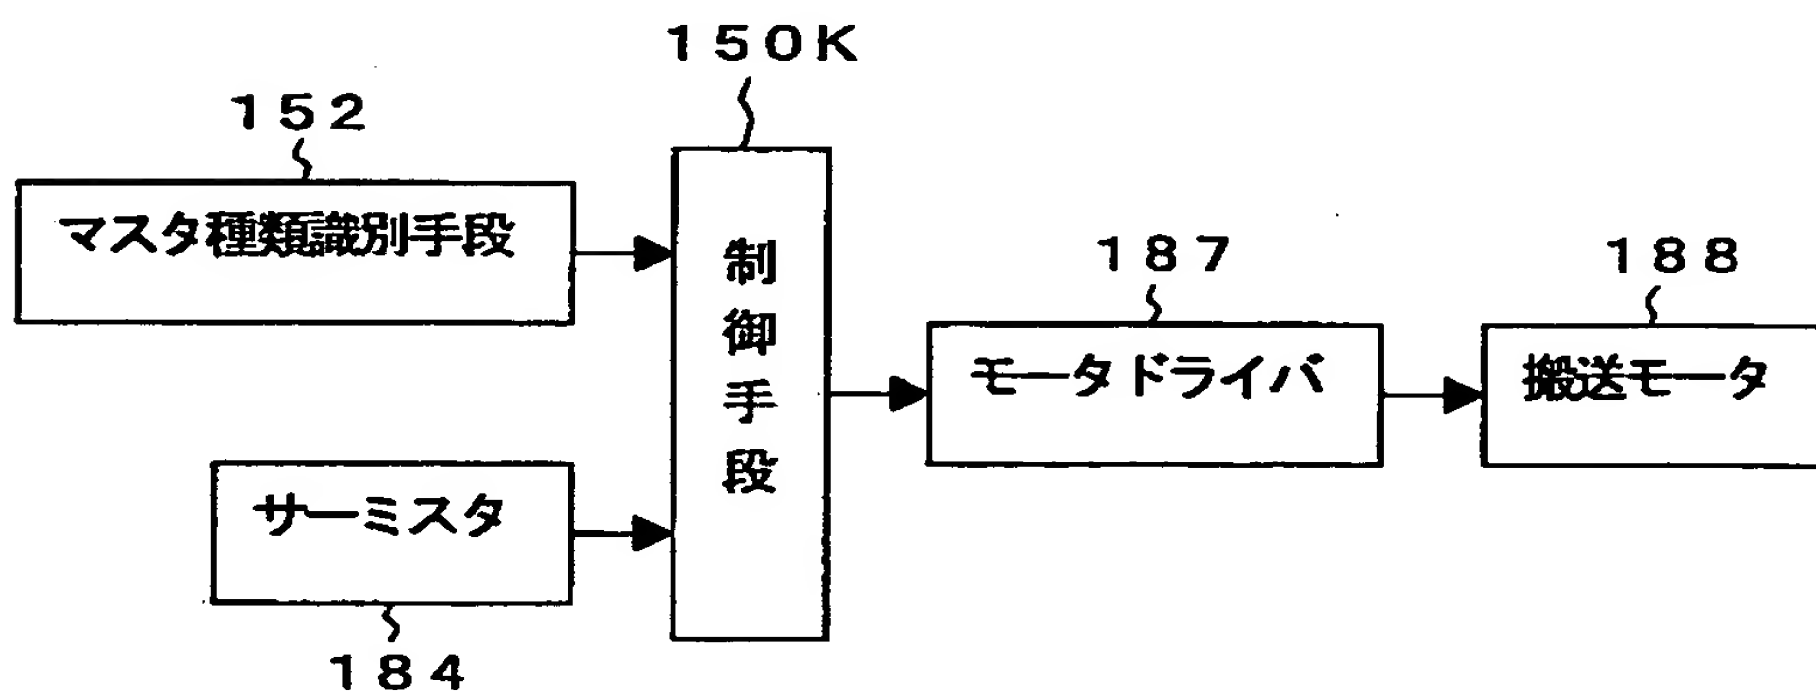 150K
152
マスタ種類識別手段
制御手段
187
188
モータドライバ
搬送モータ
サーミスタ
184